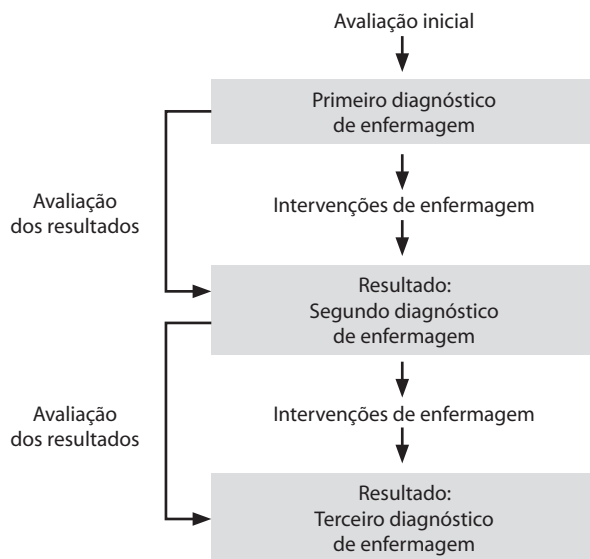 Avaliação inicial
Primeiro diagnóstico
de enfermagem
Avaliação
dos resultados
Intervenções de enfermagem
Resultado:
Segundo diagnóstico
de enfermagem
Avaliação
dos resultados
Intervenções de enfermagem
Resultado:
Terceiro diagnóstico
de enfermagem